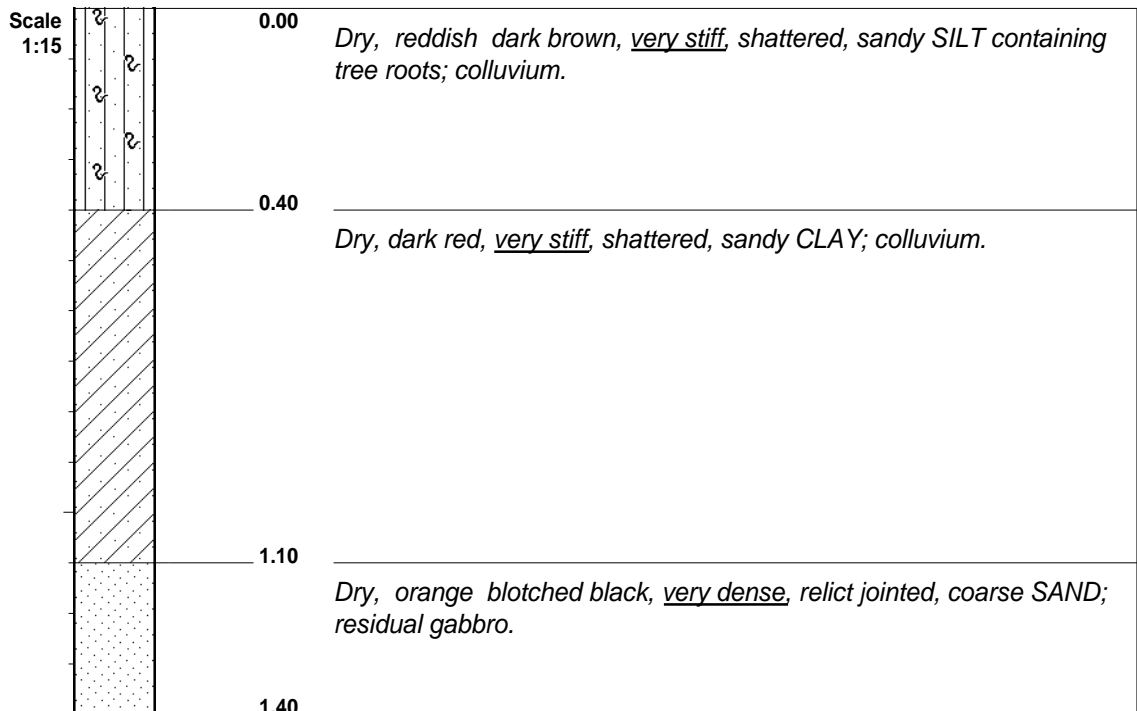 Scale
1:15
0.00
Dry, reddish dark brown, very stiff, shattered, sandy SILT containing
tree roots; colluvium.
0.40
Dry, dark red, very stiff, shattered, sandy CLAY; colluvium.
1.10
Dry, orange blotched black, very dense, relict jointed, coarse SAND;
residual gabbro.
1.40